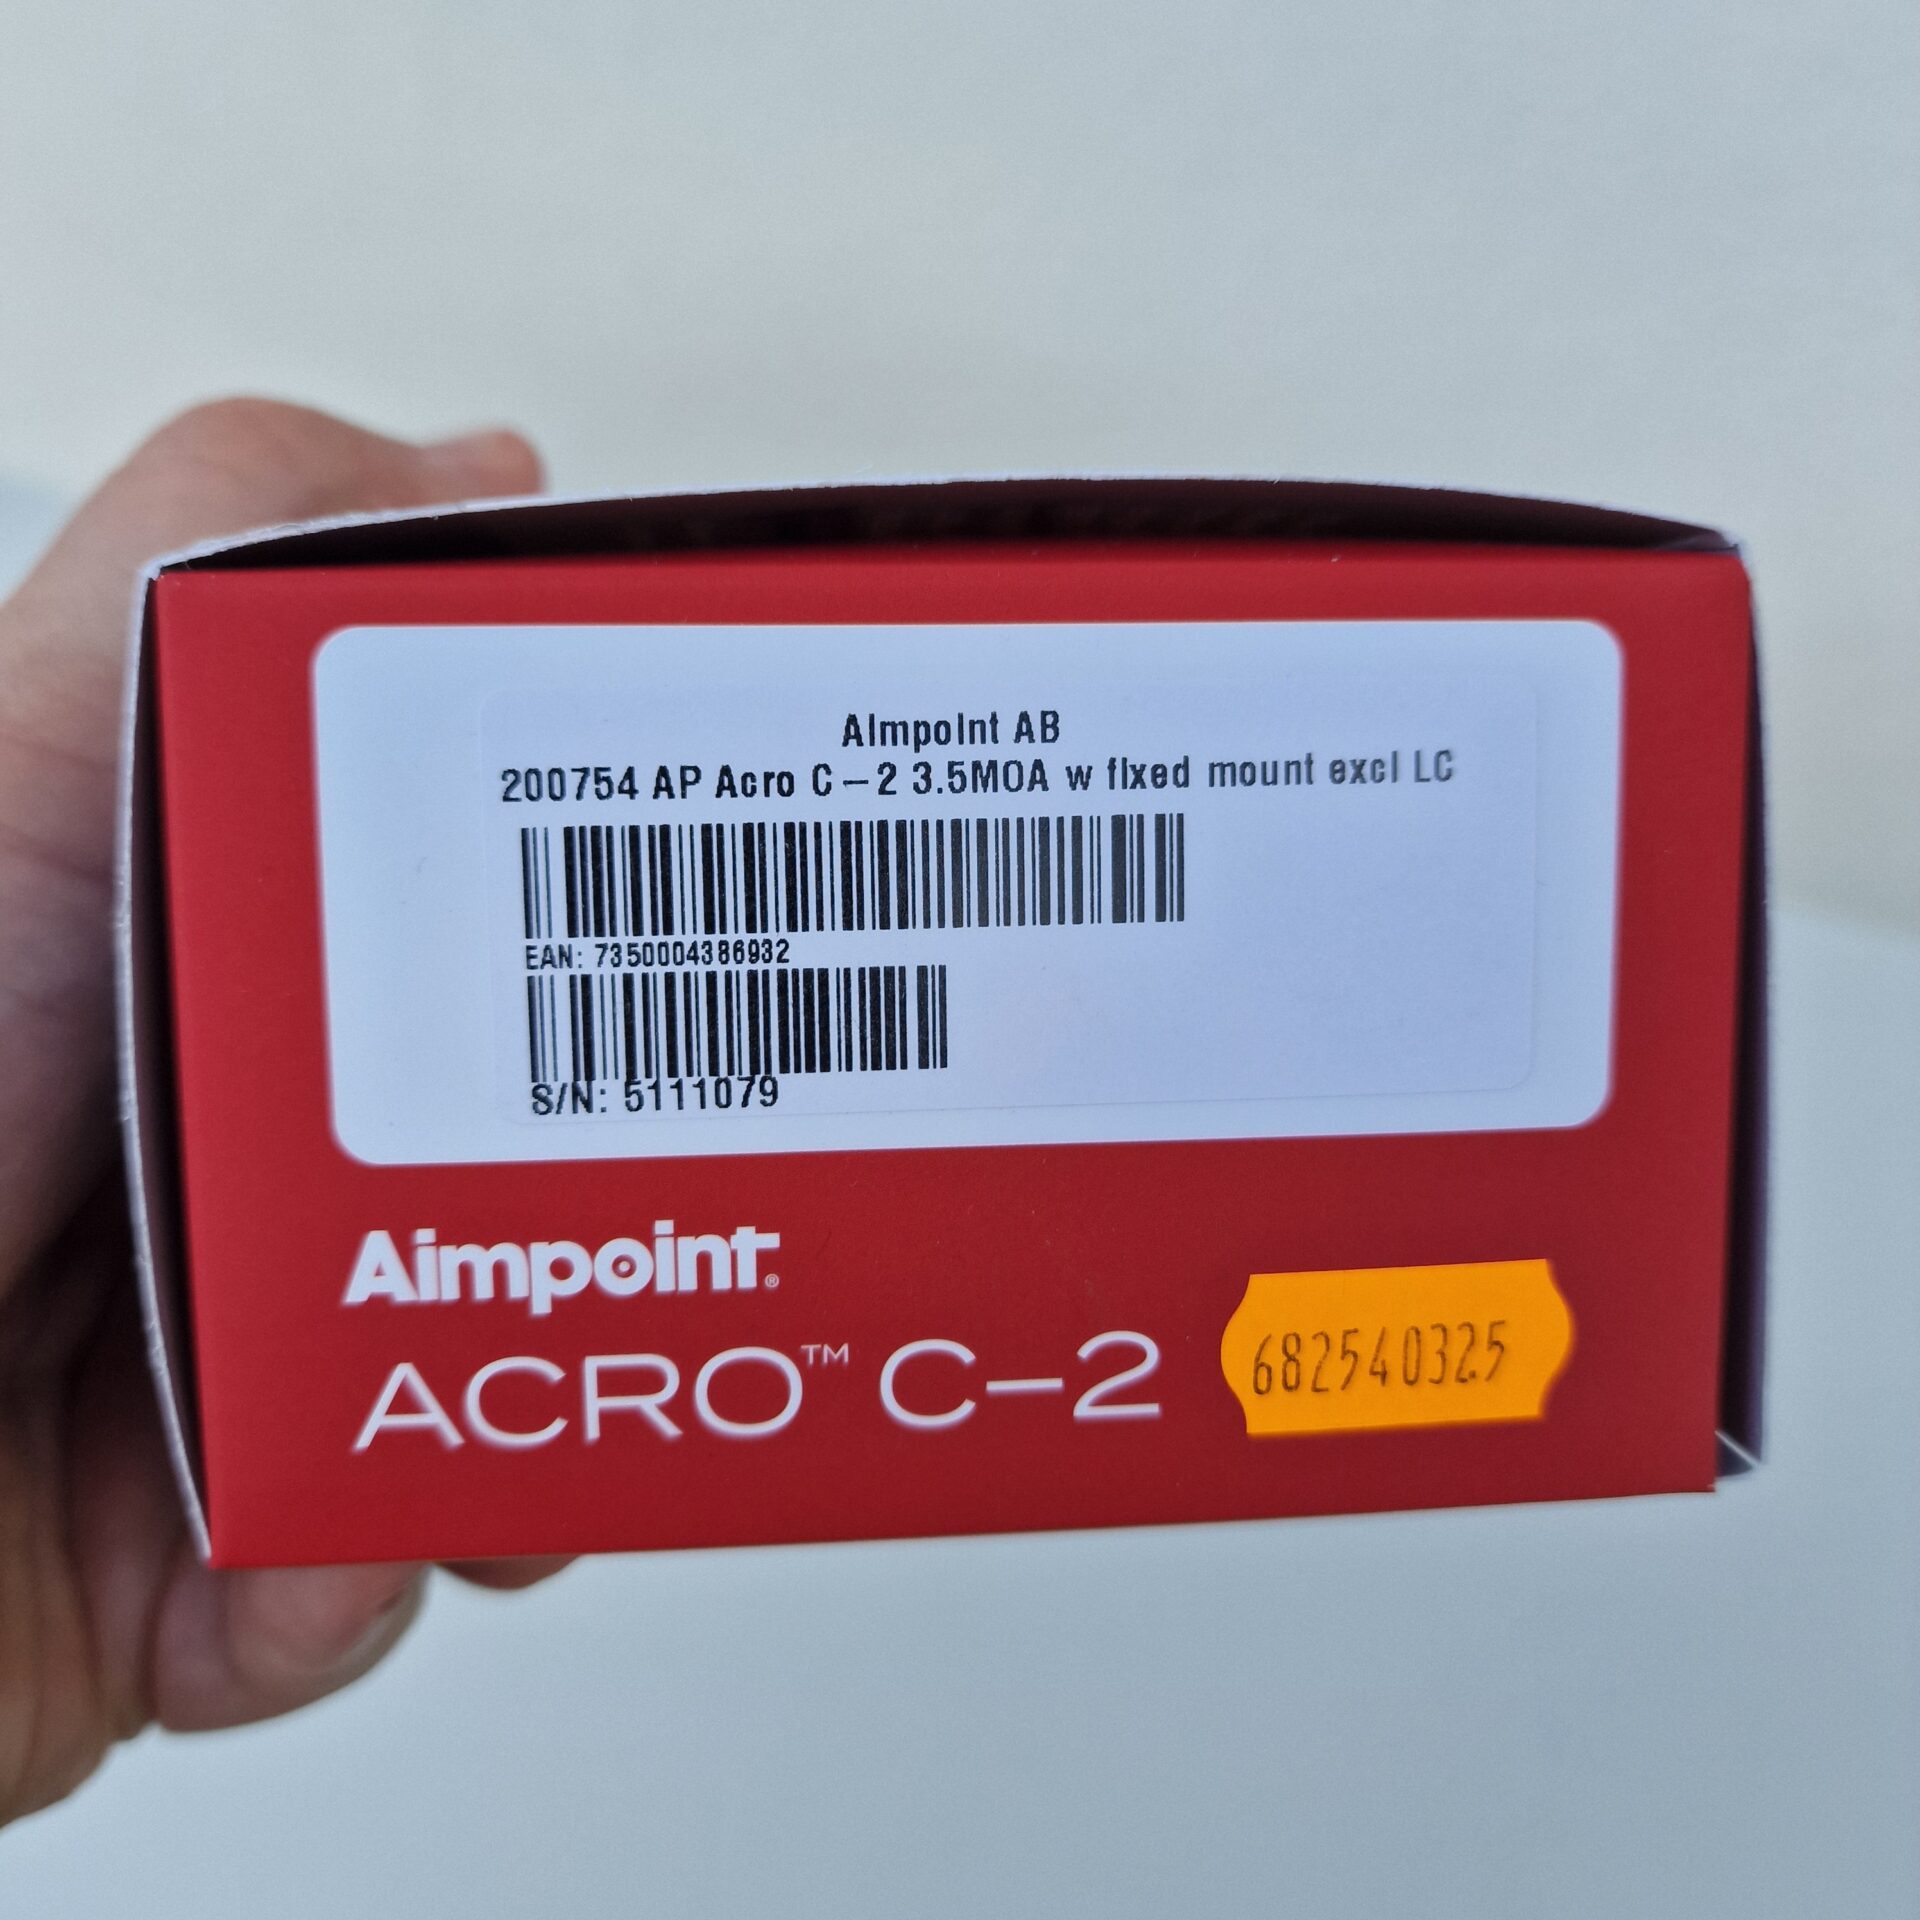 Aimpoint AB
200754 AP Acro C-2 3.5MOA w fixed mount excl LC
EAN: 7350004386932
S/N: 5111079
Aimpoint®
ACRO™ C-2
682540325